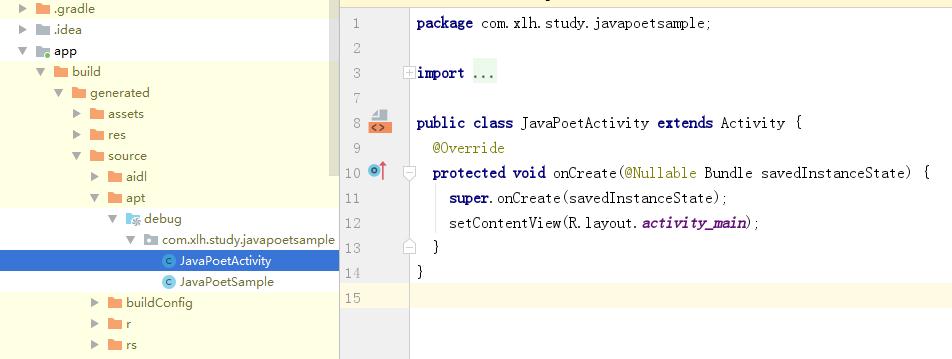 .gradle
.idea
app
build
generated
assets
res
source
aidl
apt
debug
com.xlh.study.javapoetsample
JavaPoetActivity
JavaPoetSample
buildConfig
r
rs
1 package com.xlh.study.javapoetsample;
2
3 import ...
7
8 public class JavaPoetActivity extends Activity {
9 @Override
10 protected void onCreate(@Nullable Bundle savedInstanceState) {
11 super.onCreate(savedInstanceState);
12 setContentView(R.layout.activity_main);
13 }
14 }
15